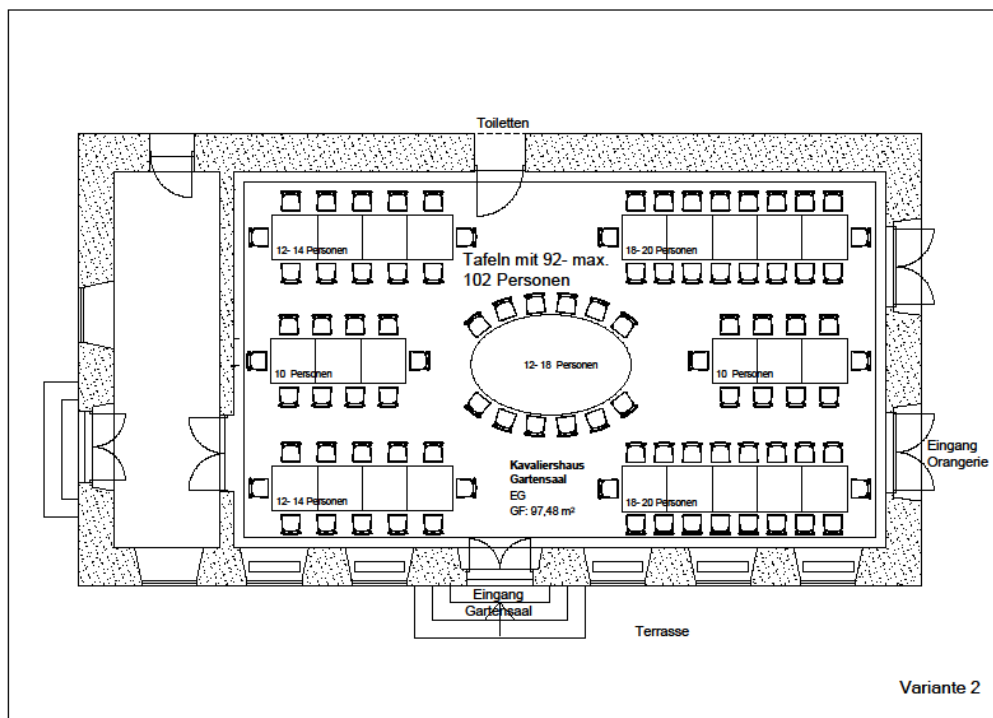 Toiletten
12- 14 Personen
18- 20 Personen
Tafeln mit 92- max.
102 Personen
10 Personen
12- 18 Personen
10 Personen
Eingang
Orangerie
Kavaliershaus
Gartensaal
EG
GF: 97,48 m²
12- 14 Personen
18- 20 Personen
Eingang
Gartensaal
Terrasse
Variante 2